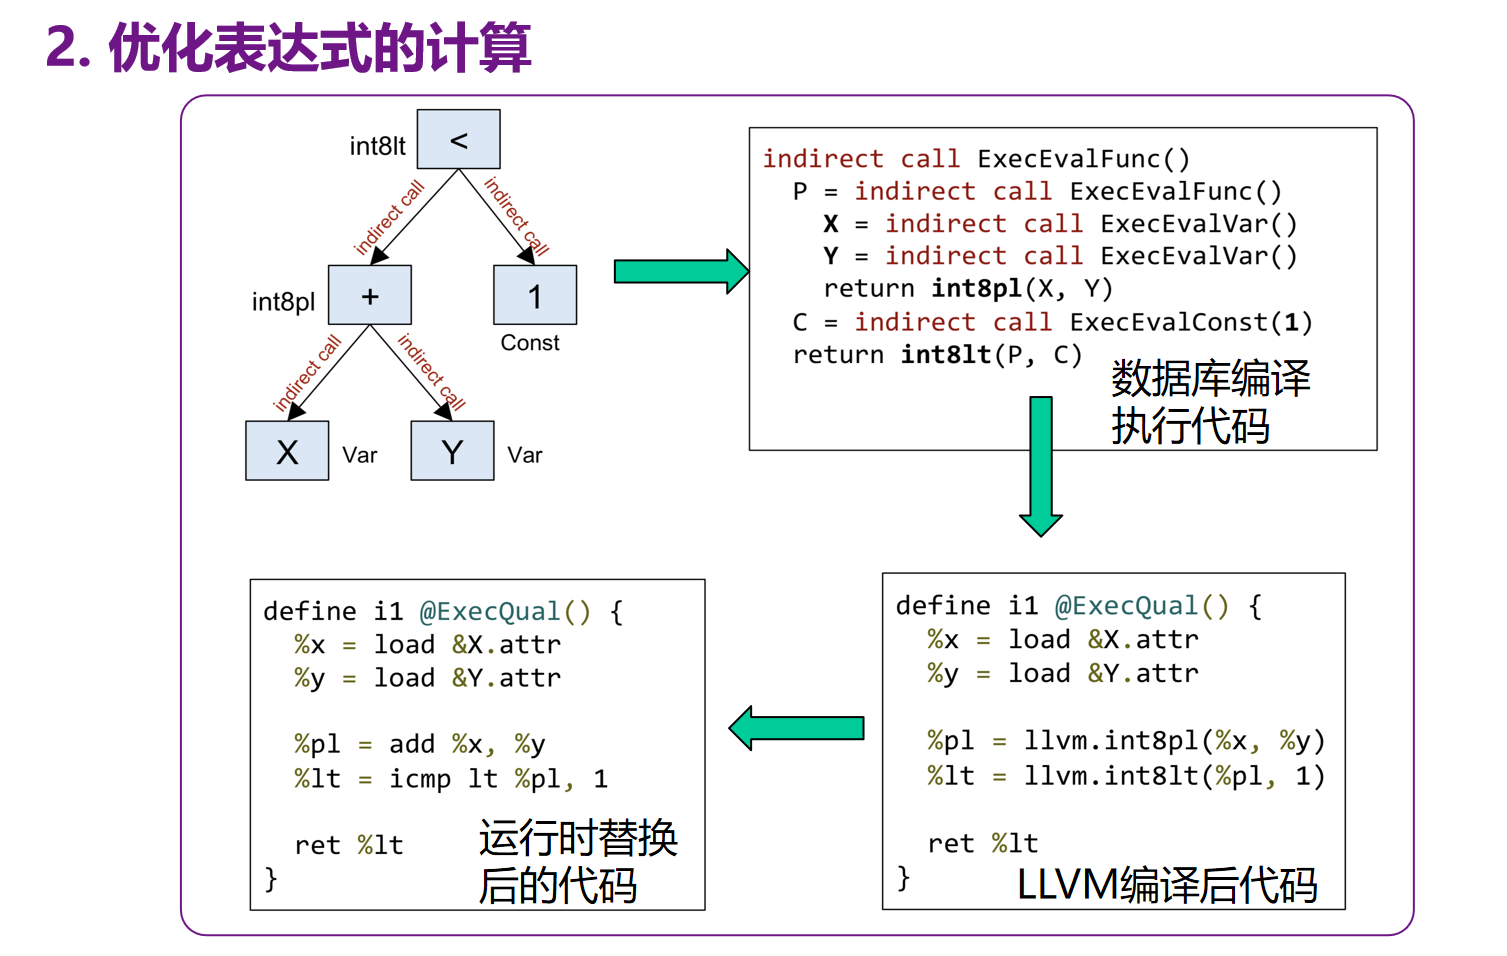 2. 优化表达式的计算
int8lt
<
indirect call
indirect call
int8pl
+
1
Const
indirect call
indirect call
X
Var
Y
Var
indirect call ExecEvalFunc()
P = indirect call ExecEvalFunc()
X = indirect call ExecEvalVar()
Y = indirect call ExecEvalVar()
return int8pl(X, Y)
C = indirect call ExecEvalConst(1)
return int8lt(P, C)
数据库编译
执行代码
define i1 @ExecQual() {
%x = load &X.attr
%y = load &Y.attr
%pl = add %x, %y
%lt = icmp lt %pl, 1
ret %lt
}
运行时替换
后的代码
define i1 @ExecQual() {
%x = load &X.attr
%y = load &Y.attr
%pl = llvm.int8pl(%x, %y)
%lt = llvm.int8lt(%pl, 1)
ret %lt
}
LLVM编译后代码